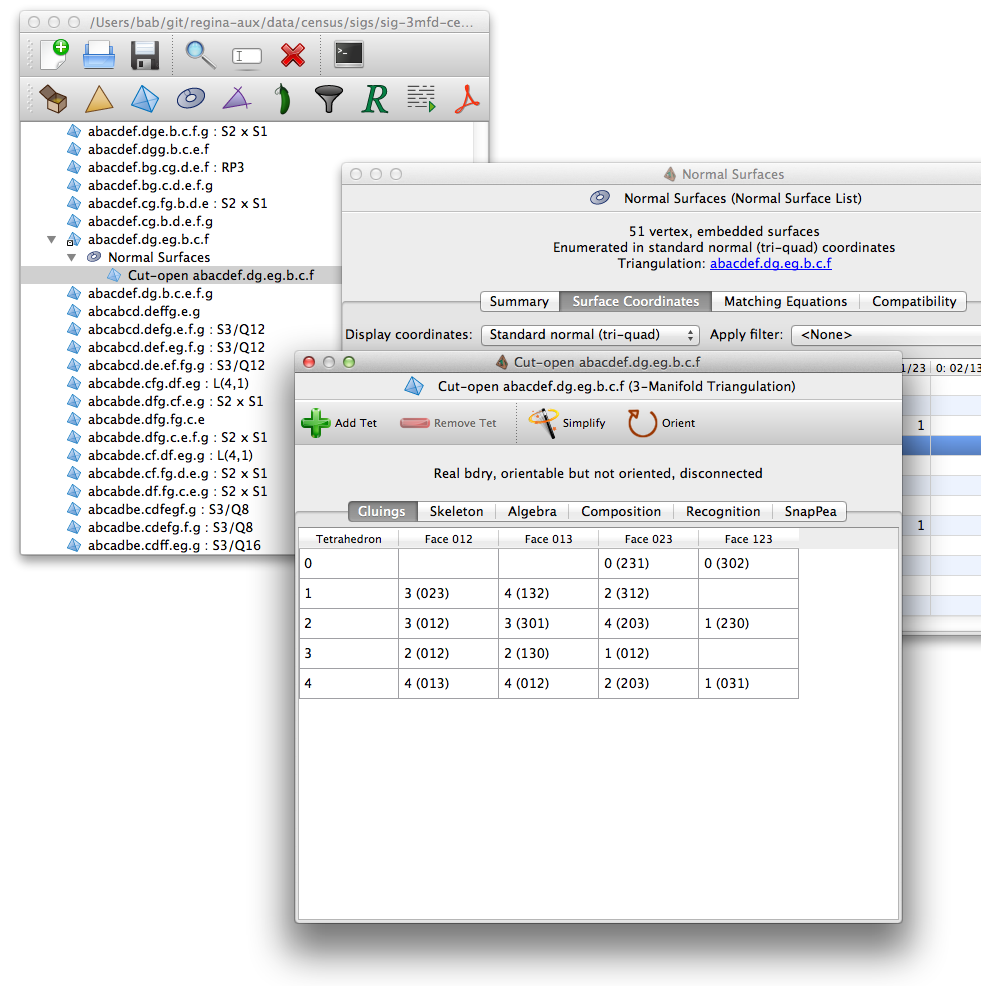 /Users/bab/git/regina-aux/data/census/sigs/sig-3mfd-ce...
abacdef.dge.b.c.f.g : S2 x S1
abacdef.dgg.b.c.e.f
abacdef.bg.cg.d.e.f : RP3
abacdef.bg.c.d.e.f.g
abacdef.cg.fg.b.d.e : S2 x S1
abacdef.cg.b.d.e.f.g
abacdef.dg.eg.b.c.f
Normal Surfaces
Cut-open abacdef.dg.eg.b.c.f
abacdef.dg.b.c.e.f.g
abcabcd.deffg.e.g
abcabcd.defg.e.f.g : S3/Q12
abcabcd.def.eg.f.g : S3/Q12
abcabcd.de.ef.fg.g : S3/Q12
abcabde.cfg.df.eg : L(4,1)
abcabde.dfg.cf.e.g : S2 x S1
abcabde.dfg.fg.c.e
abcabde.dfg.c.e.f.g : S2 x S1
abcabde.cf.df.eg.g : L(4,1)
abcabde.cf.fg.d.e.g : S2 x S1
abcabde.df.fg.c.e.g : S2 x S1
abcadbe.cdfegf.g : S3/Q8
abcadbe.cdefg.f.g : S3/Q8
abcadbe.cdff.eg.g : S3/Q16
Normal Surfaces
Normal Surfaces (Normal Surface List)
51 vertex, embedded surfaces
Enumerated in standard normal (tri-quad) coordinates
Triangulation: abacdef.dg.eg.b.c.f
Summary Surface Coordinates Matching Equations Compatibility
Display coordinates: Standard normal (tri-quad) Apply filter: <None>
1/23 0: 02/13
1
1
Cut-open abacdef.dg.eg.b.c.f
Cut-open abacdef.dg.eg.b.c.f (3-Manifold Triangulation)
Add Tet Remove Tet Simplify Orient
Real bdry, orientable but not oriented, disconnected
Gluings Skeleton Algebra Composition Recognition SnapPea
Tetrahedron Face 012 Face 013 Face 023 Face 123
0 0 (231) 0 (302)
1 3 (023) 4 (132) 2 (312)
2 3 (012) 3 (301) 4 (203) 1 (230)
3 2 (012) 2 (130) 1 (012)
4 4 (013) 4 (012) 2 (203) 1 (031)